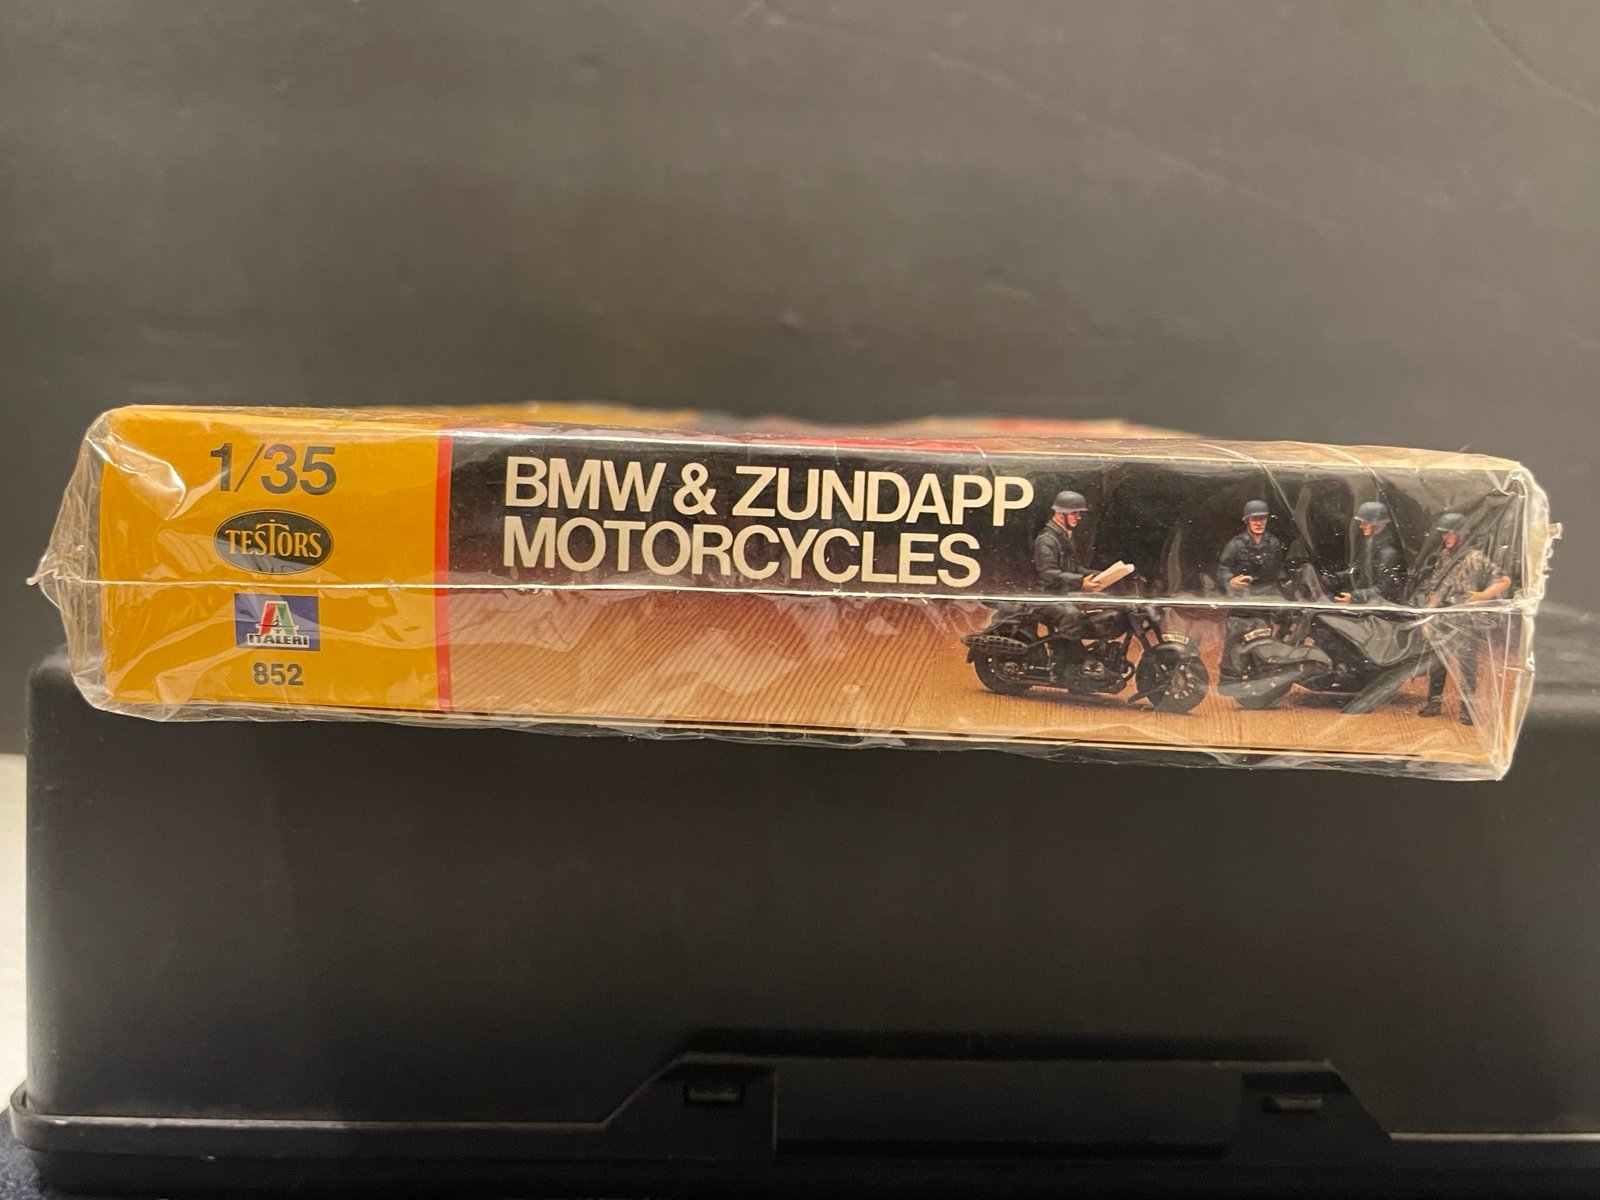 1/35
TESTORS
ITALERI
852
BMW & ZUNDAPP
MOTORCYCLES